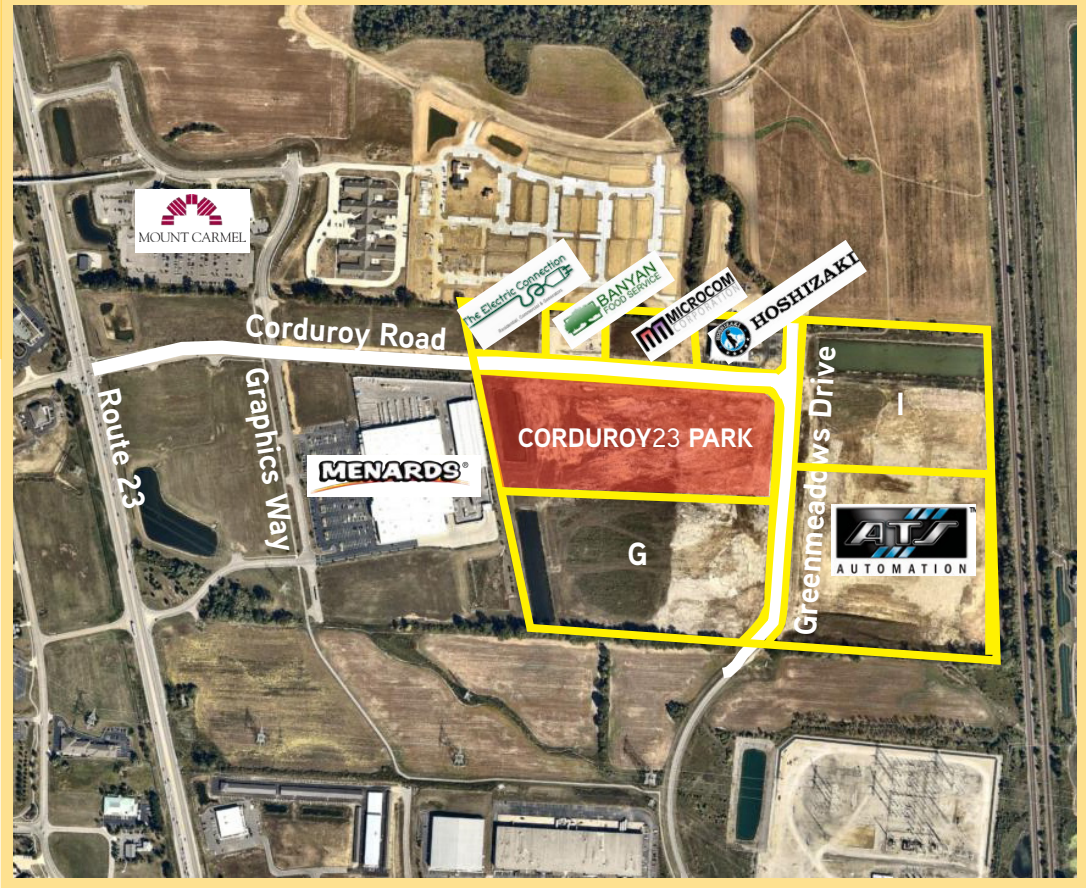 MOUNT CARMEL
The Electric Connection
BANYAN
FOOD SERVICE
MICROCOM
CORPORATION
HOSHIZAKI
Corduroy Road
Route 23
Graphics Way
MENARDS®
CORDUROY23 PARK
G
Greenmeadows Drive
I
ATS™
AUTOMATION